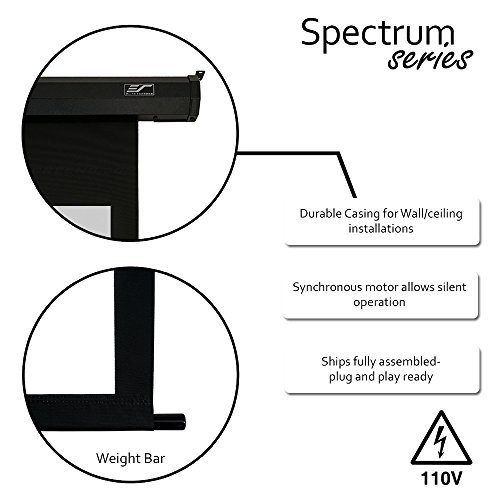 Spectrum
series
ES
Durable Casing for Wall/ceiling
installations
Synchronous motor allows silent
operation
Ships fully assembled-
plug and play ready
Weight Bar
110V